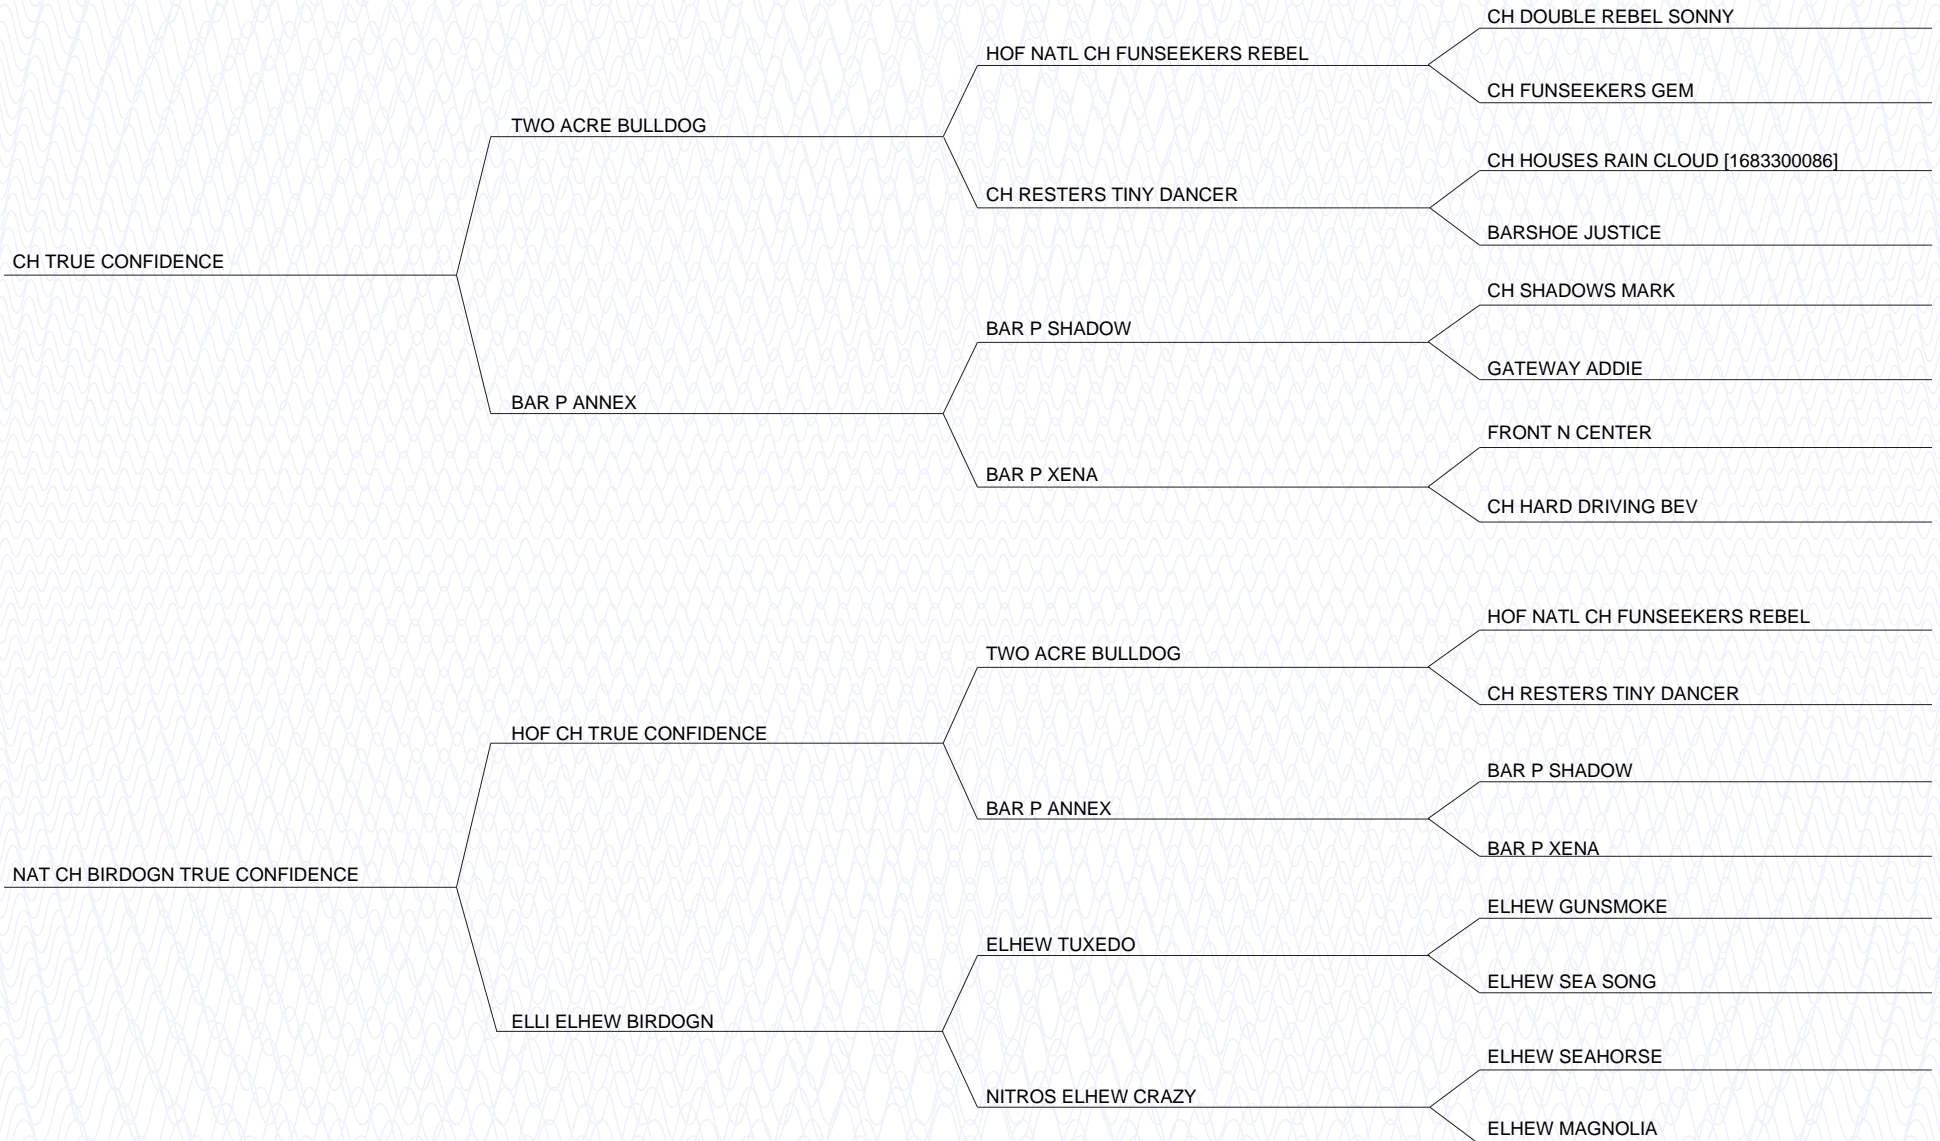 CH DOUBLE REBEL SONNY
HOF NATL CH FUNSEEKERS REBEL
CH FUNSEEKERS GEM
TWO ACRE BULLDOG
CH HOUSES RAIN CLOUD [1683300086]
CH RESTERS TINY DANCER
BARSHOE JUSTICE
CH TRUE CONFIDENCE
CH SHADOWS MARK
BAR P SHADOW
GATEWAY ADDIE
BAR P ANNEX
FRONT N CENTER
BAR P XENA
CH HARD DRIVING BEV
HOF NATL CH FUNSEEKERS REBEL
TWO ACRE BULLDOG
CH RESTERS TINY DANCER
HOF CH TRUE CONFIDENCE
BAR P SHADOW
BAR P ANNEX
BAR P XENA
NAT CH BIRDOGN TRUE CONFIDENCE
ELHEW GUNSMOKE
ELHEW TUXEDO
ELHEW SEA SONG
ELLI ELHEW BIRDOGN
ELHEW SEAHORSE
NITROS ELHEW CRAZY
ELHEW MAGNOLIA